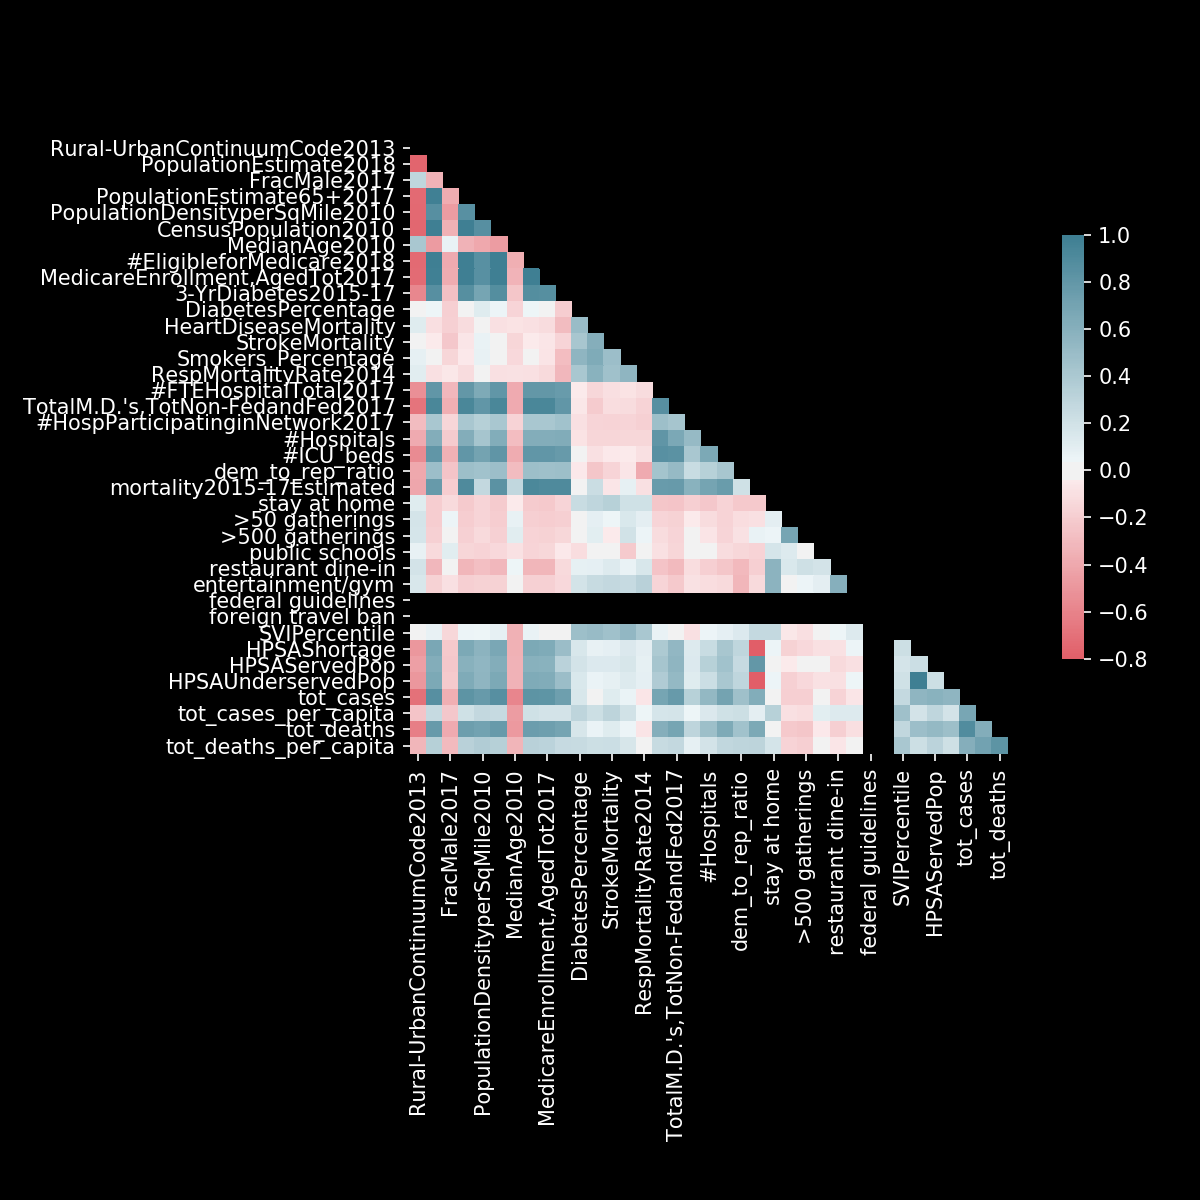 Rural-UrbanContinuumCode2013
PopulationEstimate2018
FracMale2017
PopulationEstimate65+2017
PopulationDensityperSqMile2010
CensusPopulation2010
MedianAge2010
#EligibleforMedicare2018
MedicareEnrollment,AgedTot2017
3-YrDiabetes2015-17
DiabetesPercentage
HeartDiseaseMortality
StrokeMortality
Smokers_Percentage
RespMortalityRate2014
#FTEHospitalTotal2017
TotalM.D.'s,TotNon-FedandFed2017
#HospParticipatinginNetwork2017
#Hospitals
#ICU_beds
dem_to_rep_ratio
mortality2015-17Estimated
stay at home
>50 gatherings
>500 gatherings
public schools
restaurant dine-in
entertainment/gym
federal guidelines
foreign travel ban
SVIPercentile
HPSAShortage
HPSAServedPop
HPSAUnderservedPop
tot_cases
tot_cases_per_capita
tot_deaths
tot_deaths_per_capita
Rural-UrbanContinuumCode2013
FracMale2017
PopulationDensityperSqMile2010
MedianAge2010
MedicareEnrollment,AgedTot2017
DiabetesPercentage
StrokeMortality
RespMortalityRate2014
TotalM.D.'s,TotNon-FedandFed2017
#Hospitals
dem_to_rep_ratio
stay at home
>500 gatherings
restaurant dine-in
federal guidelines
SVIPercentile
HPSAServedPop
tot_cases
tot_deaths
1.0
0.8
0.6
0.4
0.2
0.0
−0.2
−0.4
−0.6
−0.8